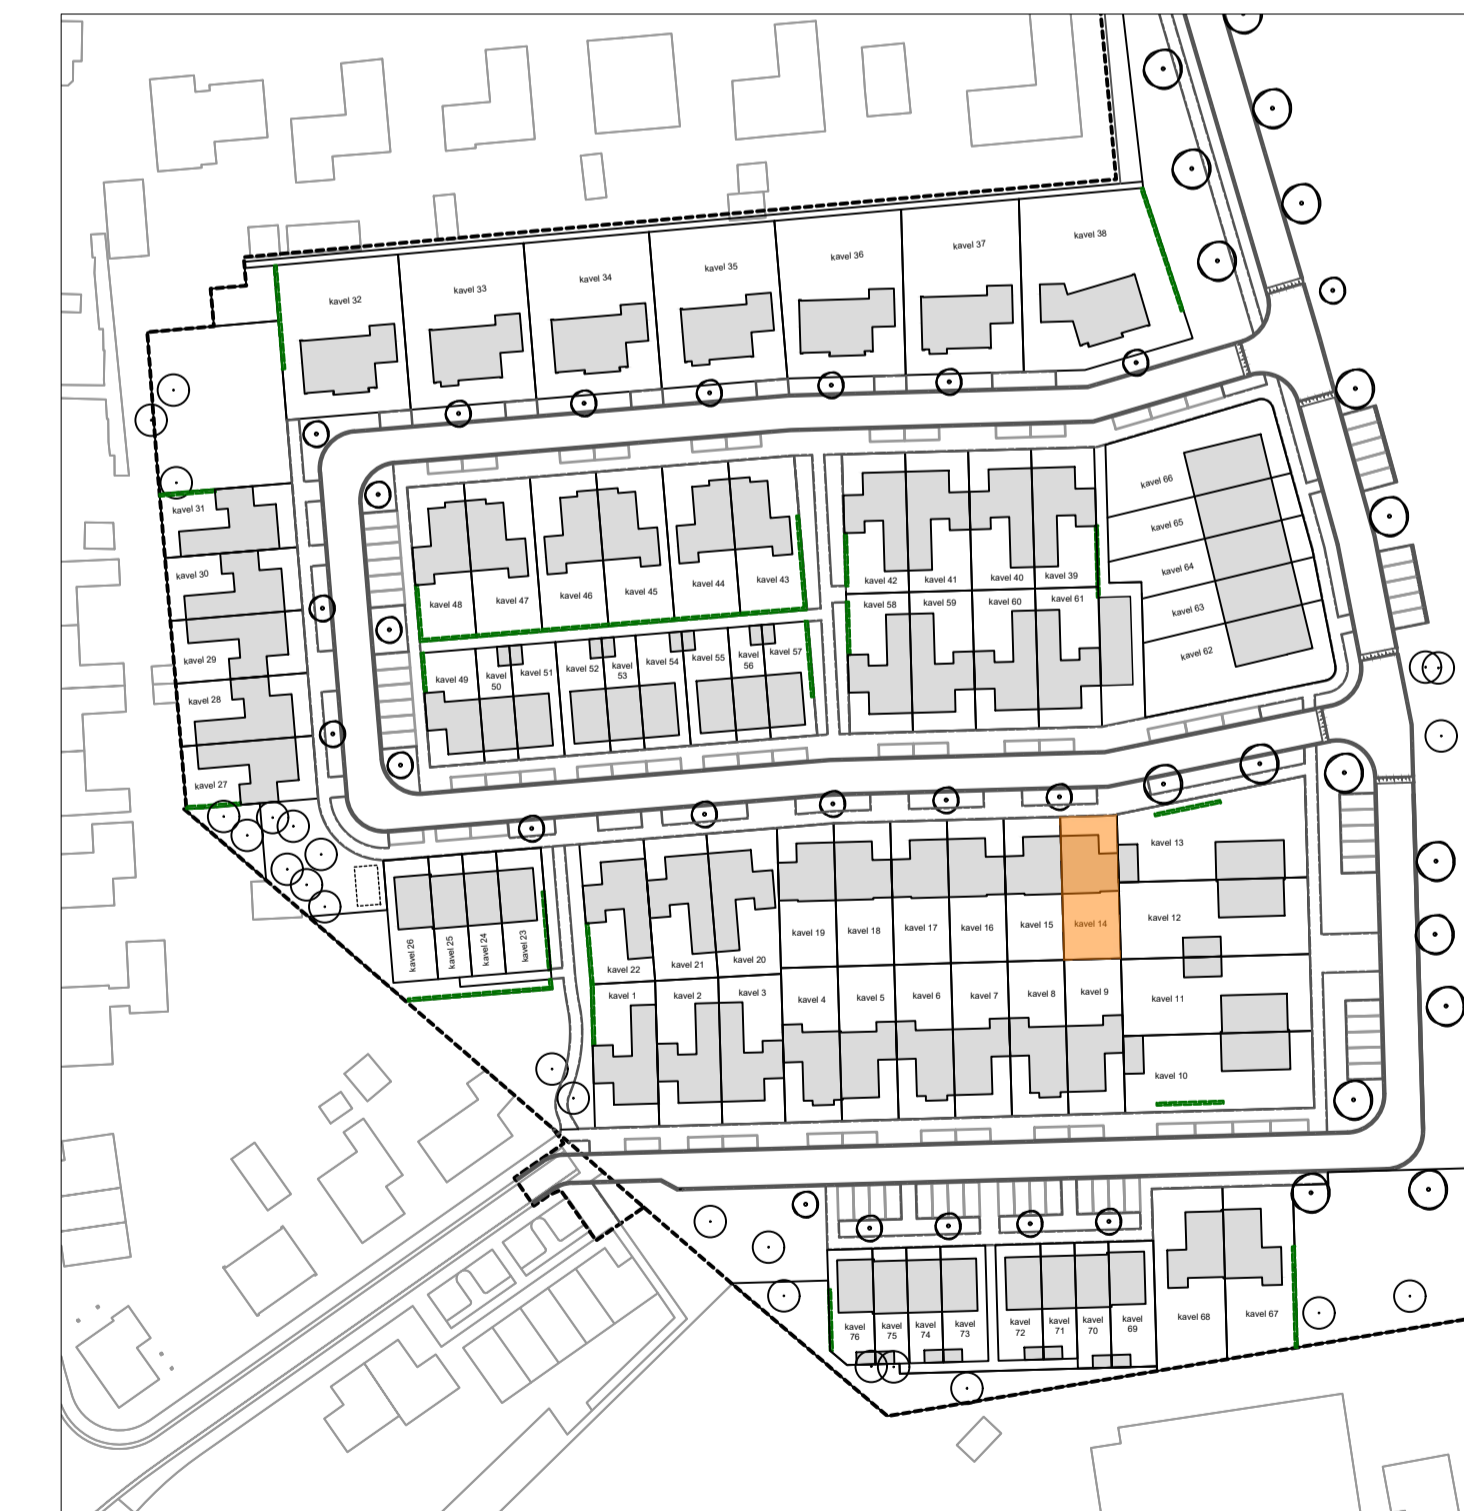 kavel 38
kavel 37
kavel 36
kavel 35
kavel 34
kavel 33
kavel 32
kavel 31
kavel 30
kavel 29
kavel 28
kavel 27
kavel 48
kavel 47
kavel 46
kavel 45
kavel 44
kavel 43
kavel 42
kavel 41
kavel 40
kavel 39
kavel 66
kavel 65
kavel 64
kavel 63
kavel 62
kavel 49
kavel
50
kavel 51
kavel 52
kavel
53
kavel 54
kavel 55
kavel
56
kavel 57
kavel 58
kavel 59
kavel 60
kavel 61
kavel 26
kavel 25
kavel 24
kavel 23
kavel 22
kavel 21
kavel 20
kavel 19
kavel 18
kavel 17
kavel 16
kavel 15
kavel 14
kavel 13
kavel 12
kavel 11
kavel 10
kavel 1
kavel 2
kavel 3
kavel 4
kavel 5
kavel 6
kavel 7
kavel 8
kavel 9
kavel
76
kavel
75
kavel
74
kavel
73
kavel
72
kavel
71
kavel
70
kavel
69
kavel 68
kavel 67